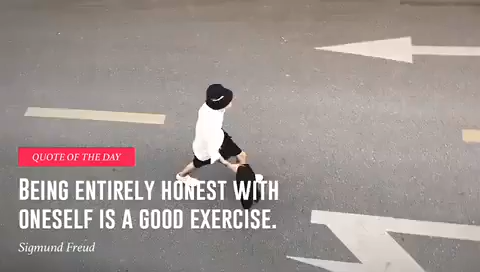 QUOTE OF THE DAY
BEING ENTIRELY HONEST WITH
ONESELF IS A GOOD EXERCISE.
Sigmund Freud